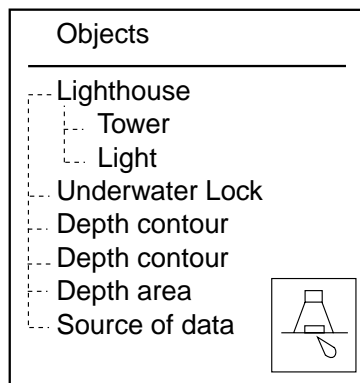 Objects
Lighthouse
Tower
Light
Underwater Lock
Depth contour
Depth contour
Depth area
Source of data